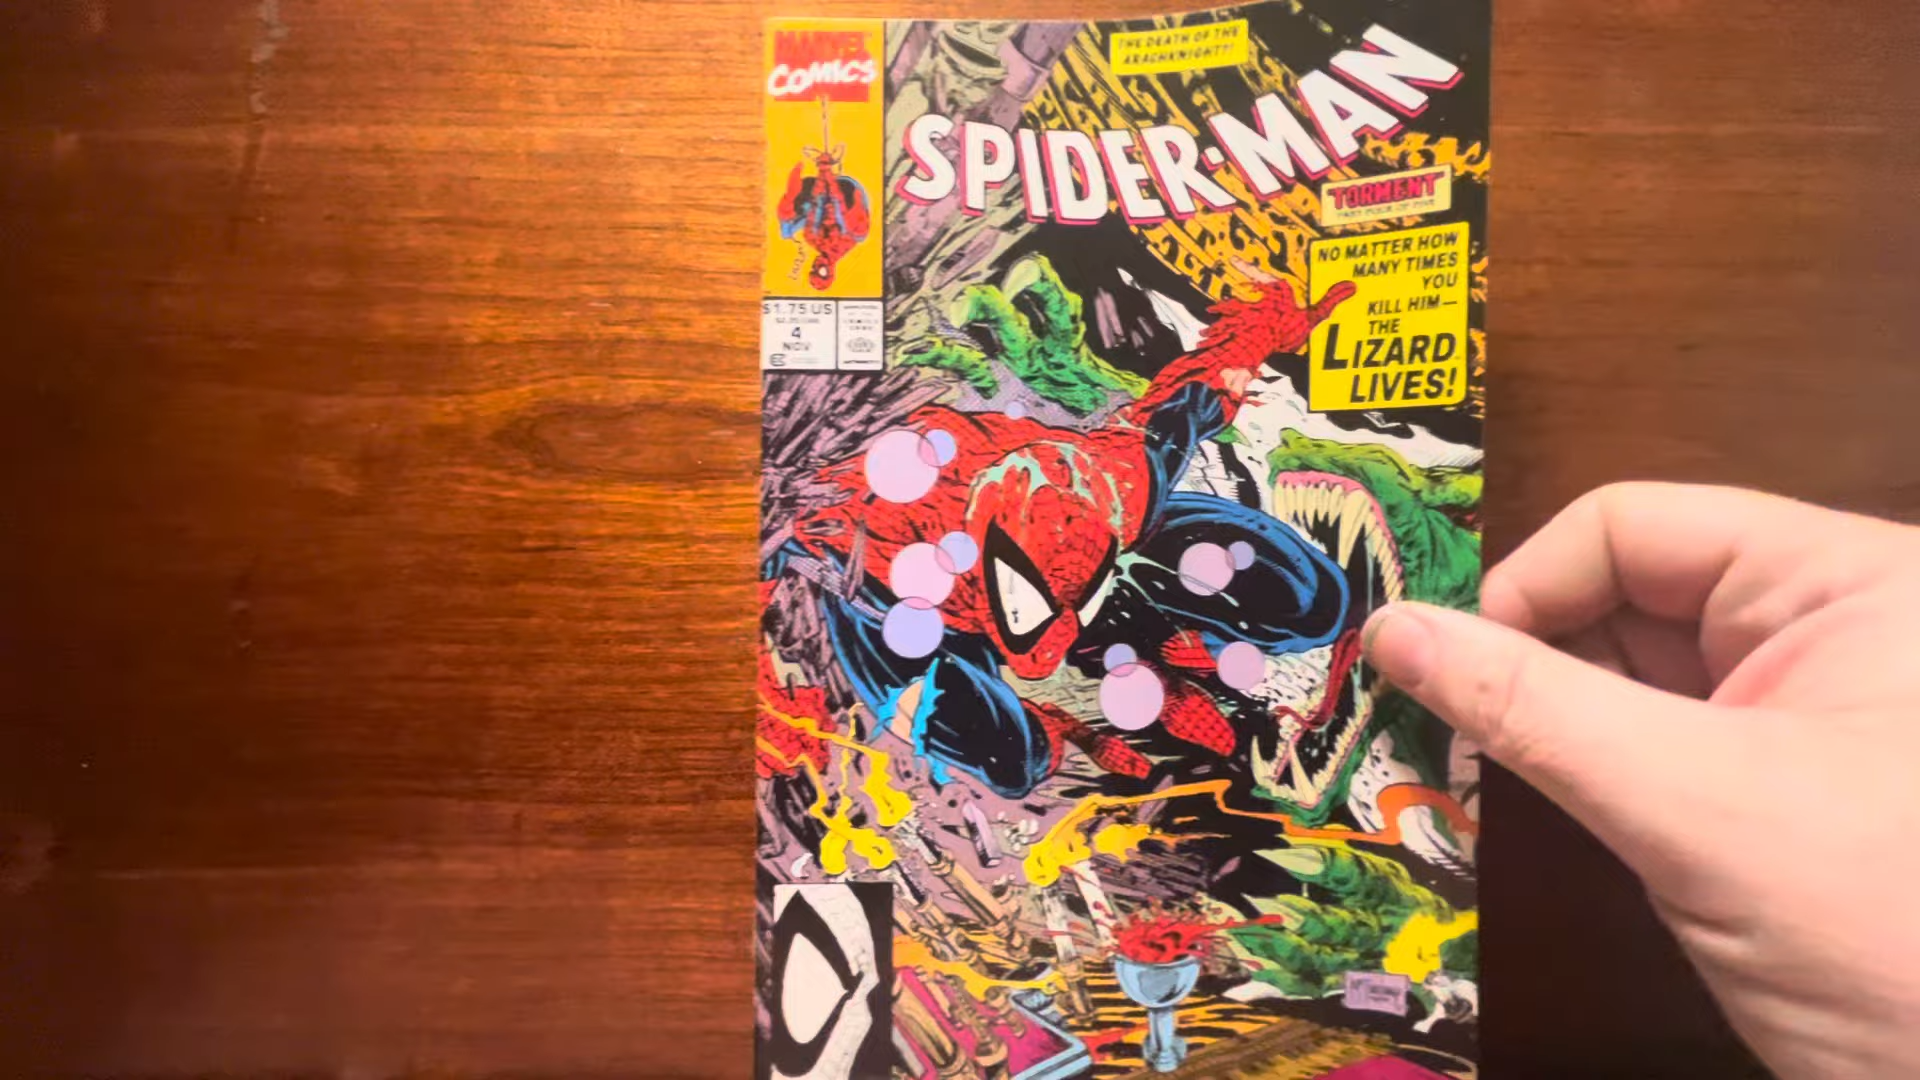 MARVEL
COMICS
THE DEATH OF THE
ARACHKNIGHT?!
SPIDER-MAN
"TORMENT"
PART FOUR OF FIVE
NO MATTER HOW
MANY TIMES
YOU
KILL HIM—
THE
LIZARD
LIVES!
$1.75 US
4
NOV